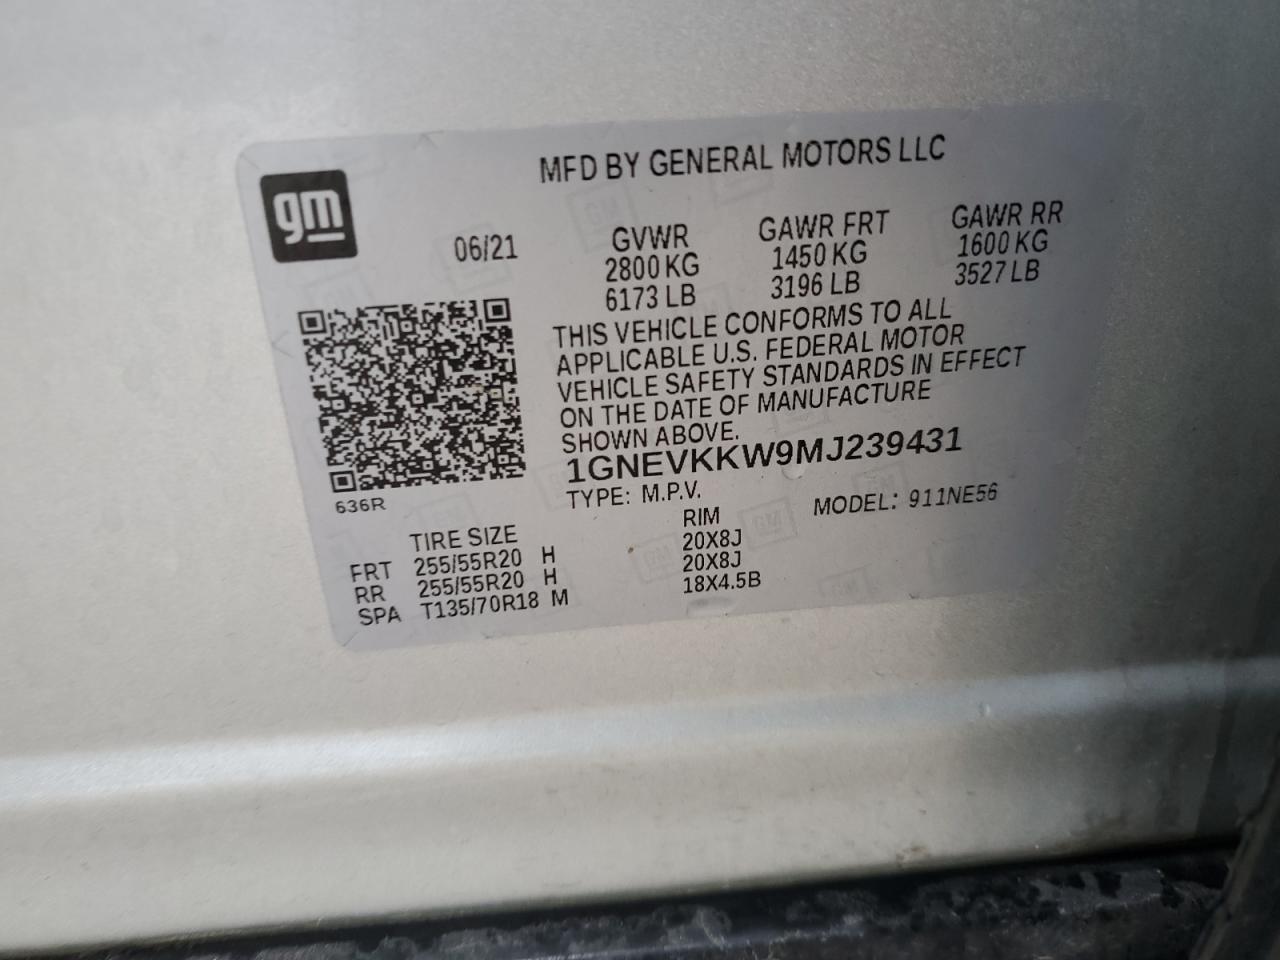 gm
MFD BY GENERAL MOTORS LLC
06/21
GVWR GAWR FRT GAWR RR
2800 KG 1450 KG 1600 KG
6173 LB 3196 LB 3527 LB
THIS VEHICLE CONFORMS TO ALL
APPLICABLE U.S. FEDERAL MOTOR
VEHICLE SAFETY STANDARDS IN EFFECT
ON THE DATE OF MANUFACTURE
SHOWN ABOVE.
1GNEVKKW9MJ239431
636R
TYPE: M.P.V. MODEL: 911NE56
TIRE SIZE RIM
FRT 255/55R20 H 20X8J
RR 255/55R20 H 20X8J
SPA T135/70R18 M 18X4.5B